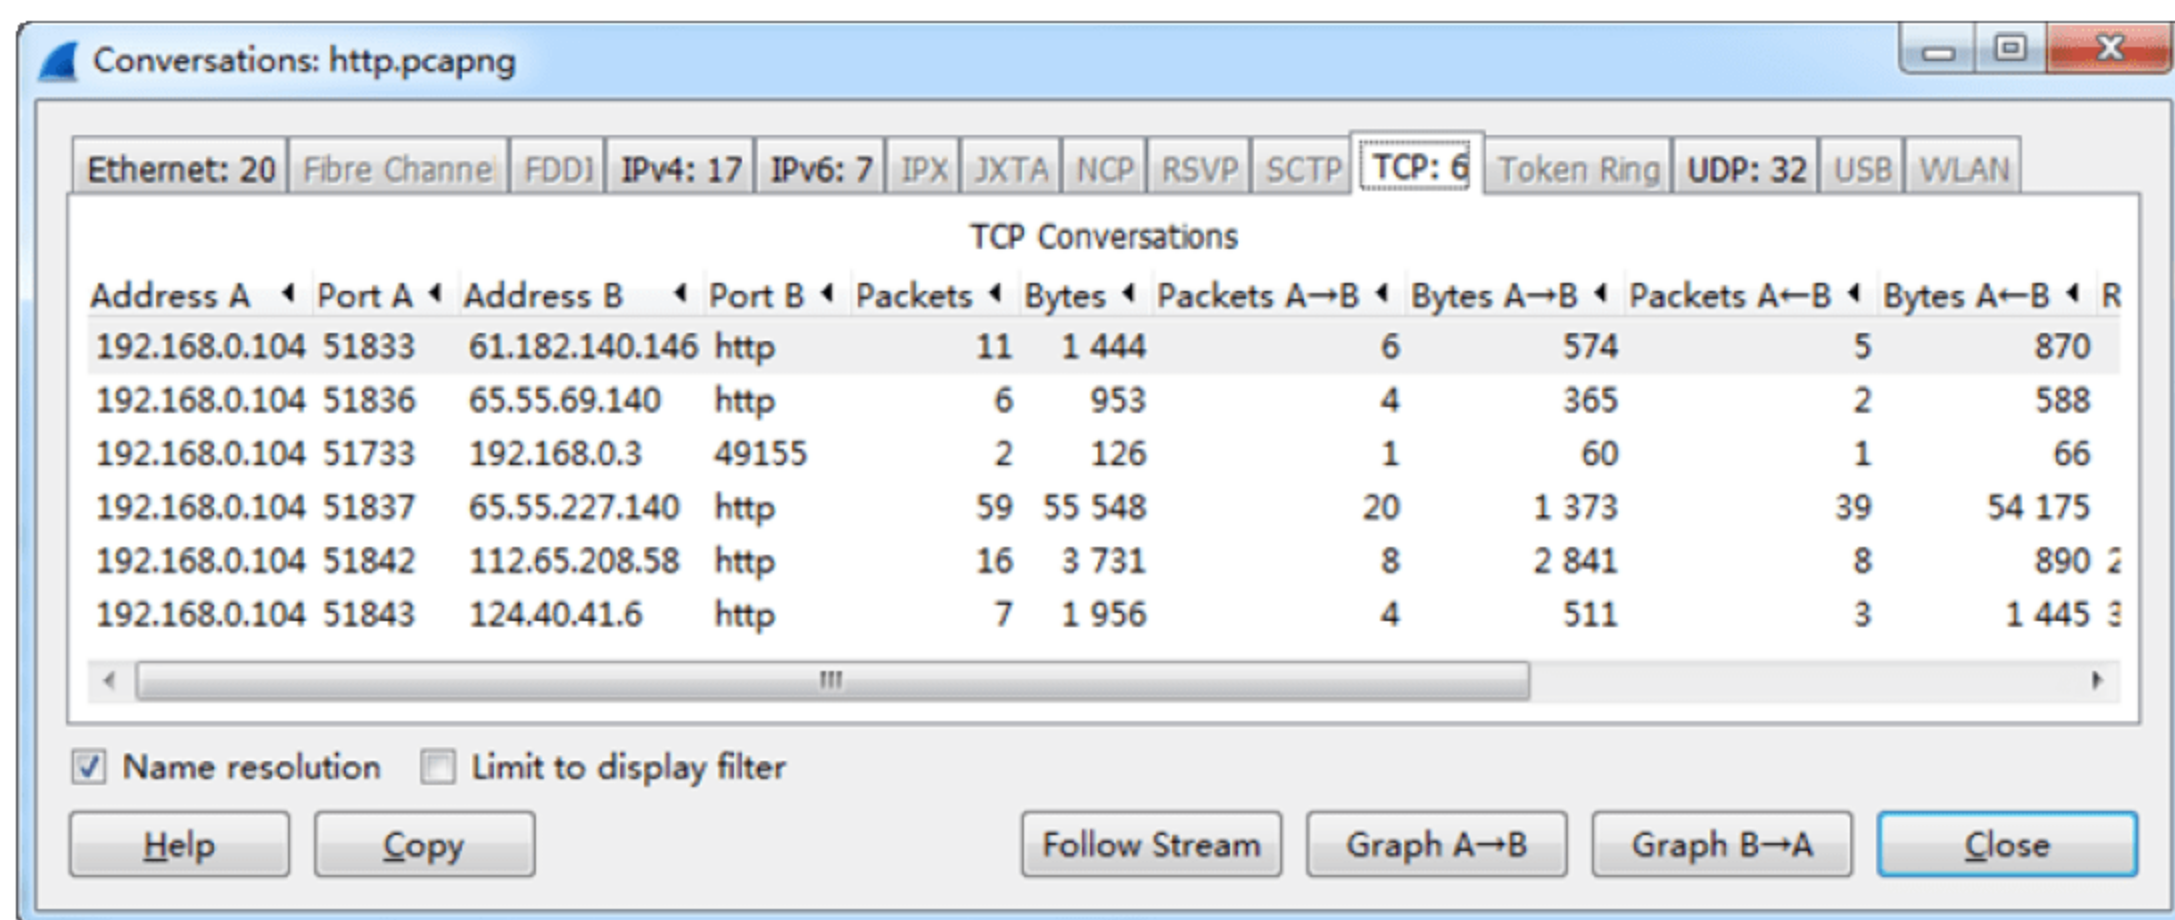 Conversations: http.pcapng
Ethernet: 20 Fibre Channe FDDI IPv4: 17 IPv6: 7 IPX JXTA NCP RSVP SCTP TCP: 6 Token Ring UDP: 32 USB WLAN
TCP Conversations
Address A Port A Address B Port B Packets Bytes Packets A→B Bytes A→B Packets A←B Bytes A←B R
192.168.0.104 51833 61.182.140.146 http 11 1 444 6 574 5 870
192.168.0.104 51836 65.55.69.140 http 6 953 4 365 2 588
192.168.0.104 51733 192.168.0.3 49155 2 126 1 60 1 66
192.168.0.104 51837 65.55.227.140 http 59 55 548 20 1 373 39 54 175
192.168.0.104 51842 112.65.208.58 http 16 3 731 8 2 841 8 890 2
192.168.0.104 51843 124.40.41.6 http 7 1 956 4 511 3 1 445 3
Name resolution Limit to display filter
Help Copy Follow Stream Graph A→B Graph B→A Close